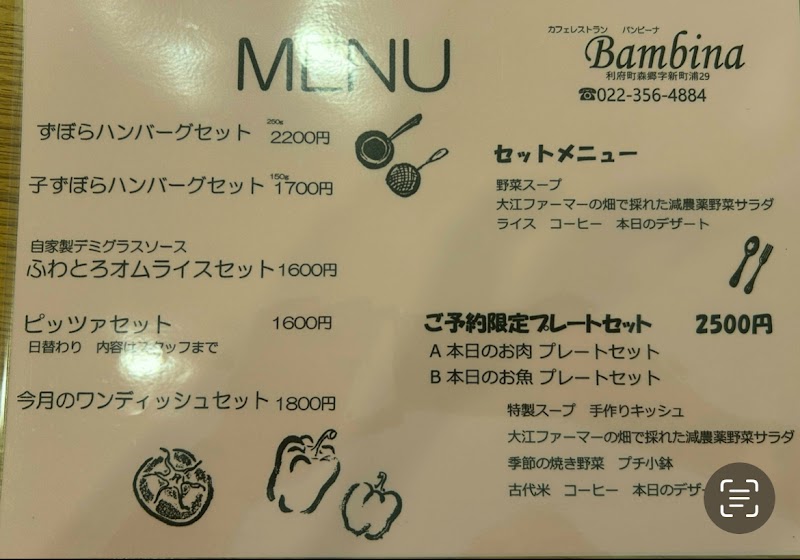 MENU
カフェレストラン　バンビーナ
Bambina
利府町森郷字新町浦29
☎022-356-4884
ずぼらハンバーグセット 250g 2200円
子ずぼらハンバーグセット 150g 1700円
自家製デミグラスソース
ふわとろオムライスセット 1600円
ピッツァセット 1600円
日替わり 内容はスタッフまで
今月のワンディッシュセット 1800円
セットメニュー
野菜スープ
大江ファーマーの畑で採れた減農薬野菜サラダ
ライス コーヒー 本日のデザート
ご予約限定プレートセット 2500円
A 本日のお肉 プレートセット
B 本日のお魚 プレートセット
特製スープ 手作りキッシュ
大江ファーマーの畑で採れた減農薬野菜サラダ
季節の焼き野菜 プチ小鉢
古代米 コーヒー 本日のデザ